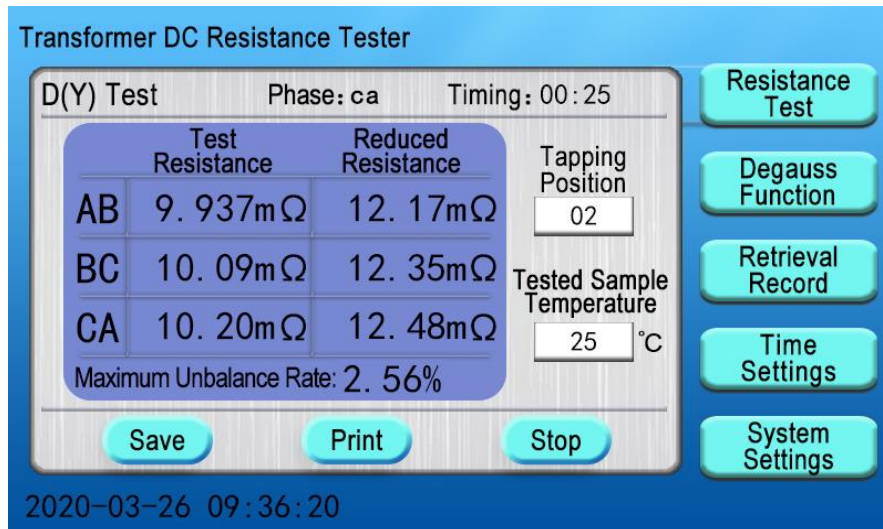 Transformer DC Resistance Tester
D(Y) Test Phase: ca Timing: 00:25
Test Resistance Reduced Resistance
AB 9.937mΩ 12.17mΩ
BC 10.09mΩ 12.35mΩ
CA 10.20mΩ 12.48mΩ
Maximum Unbalance Rate: 2.56%
Tapping
Position
02
Tested Sample
Temperature
25 °C
Save Print Stop
Resistance
Test
Degauss
Function
Retrieval
Record
Time
Settings
System
Settings
2020-03-26 09:36:20